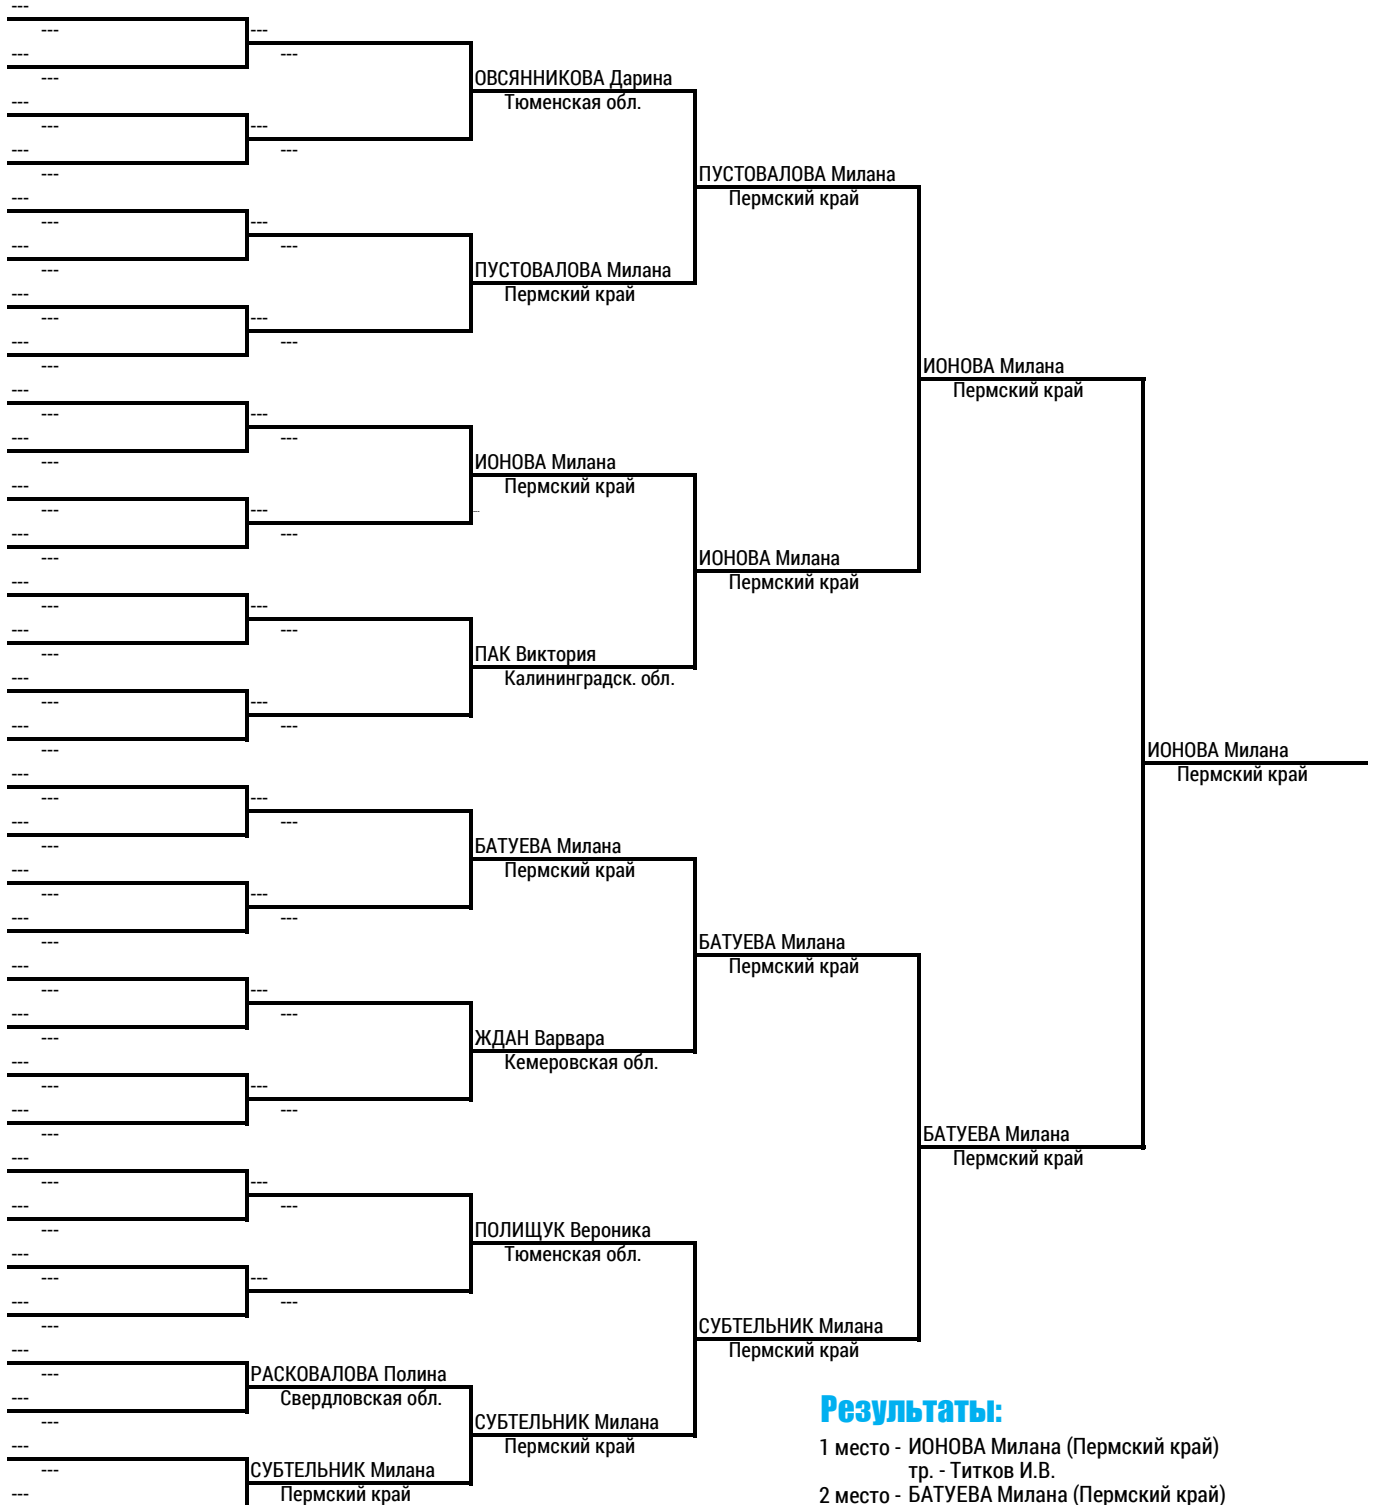 ---
---
---
---
---
---
ОВСЯННИКОВА Дарина
---
Тюменская обл.
---
---
---
---
---
---
ПУСТОВАЛОВА Милана
---
Пермский край
---
---
---
---
---
ПУСТОВАЛОВА Милана
---
Пермский край
---
---
---
---
---
---
ИОНОВА Милана
---
Пермский край
---
---
---
---
---
ИОНОВА Милана
---
Пермский край
---
---
---
---
---
---
ИОНОВА Милана
---
Пермский край
---
---
---
---
---
ПАК Виктория
---
Калининградск. обл.
---
---
---
---
---
---
ИОНОВА Милана
---
Пермский край
---
---
---
---
---
БАТУЕВА Милана
---
Пермский край
---
---
---
---
---
---
БАТУЕВА Милана
---
Пермский край
---
---
---
---
---
ЖДАН Варвара
---
Кемеровская обл.
---
---
---
---
---
---
БАТУЕВА Милана
---
Пермский край
---
---
---
---
---
ПОЛИЩУК Вероника
---
Тюменская обл.
---
---
---
---
---
---
СУБТЕЛЬНИК Милана
---
Пермский край
---
РАСКОВАЛОВА Полина
---
Свердловская обл.
---
СУБТЕЛЬНИК Милана
---
Пермский край
---
СУБТЕЛЬНИК Милана
---
Пермский край
Результаты:
1 место - ИОНОВА Милана (Пермский край)
тр. - Титков И.В.
2 место - БАТУЕВА Милана (Пермский край)